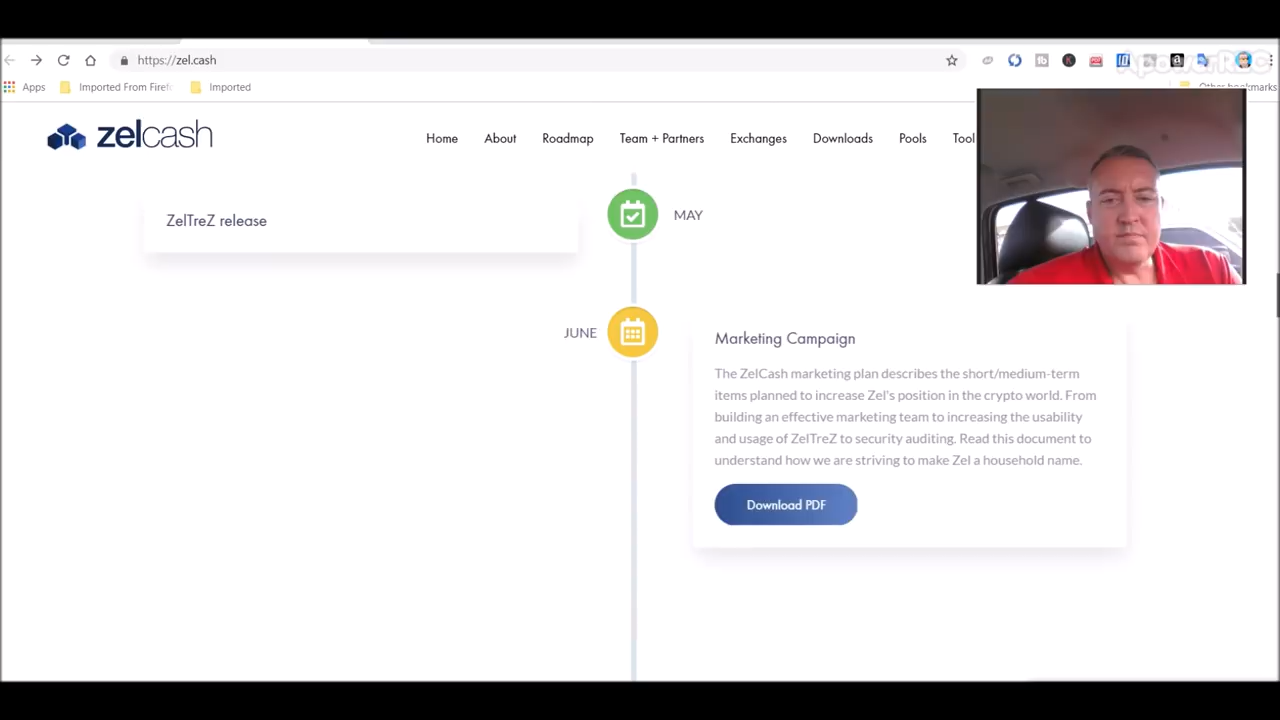 https://zel.cash
ApowerREC
Apps Imported From Firef Imported Other bookmarks
zelcash
Home About Roadmap Team + Partners Exchanges Downloads Pools Tool
ZelTreZ release
MAY
JUNE
Marketing Campaign
The ZelCash marketing plan describes the short/medium-term
items planned to increase Zel's position in the crypto world. From
building an effective marketing team to increasing the usability
and usage of ZelTreZ to security auditing. Read this document to
understand how we are striving to make Zel a household name.
Download PDF